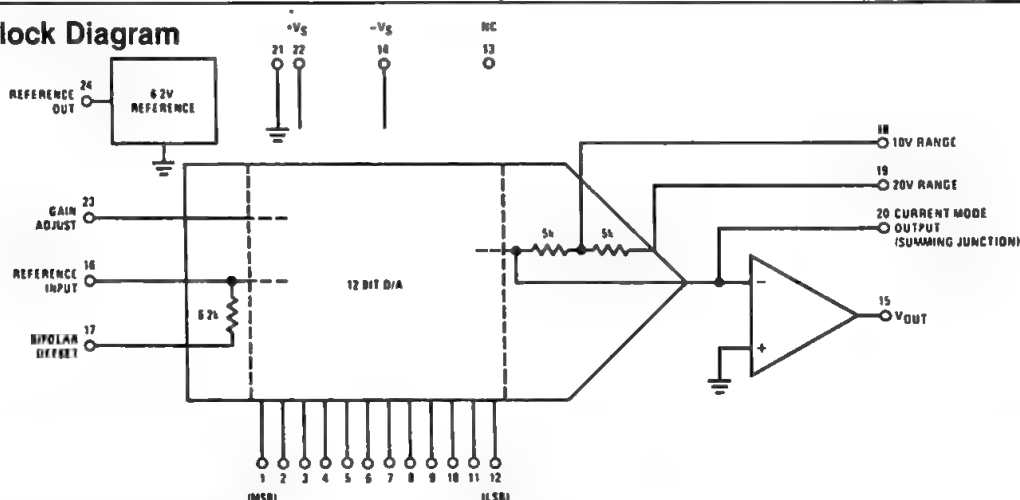 lock Diagram
+VS
-VS
NC
21 22
14
13
24
REFERENCE
OUT
6 2V
REFERENCE
18
10V RANGE
19
20V RANGE
20 CURRENT MODE
OUTPUT
(SUMMING JUNCTION)
23
GAIN
ADJUST
5k
5k
16
REFERENCE
INPUT
12 BIT D/A
6 2k
17
BIPOLAR
OFFSET
-
+
15
VOUT
1 2 3 4 5 6 7 8 9 10 11 12
(MSB)
(LSB)